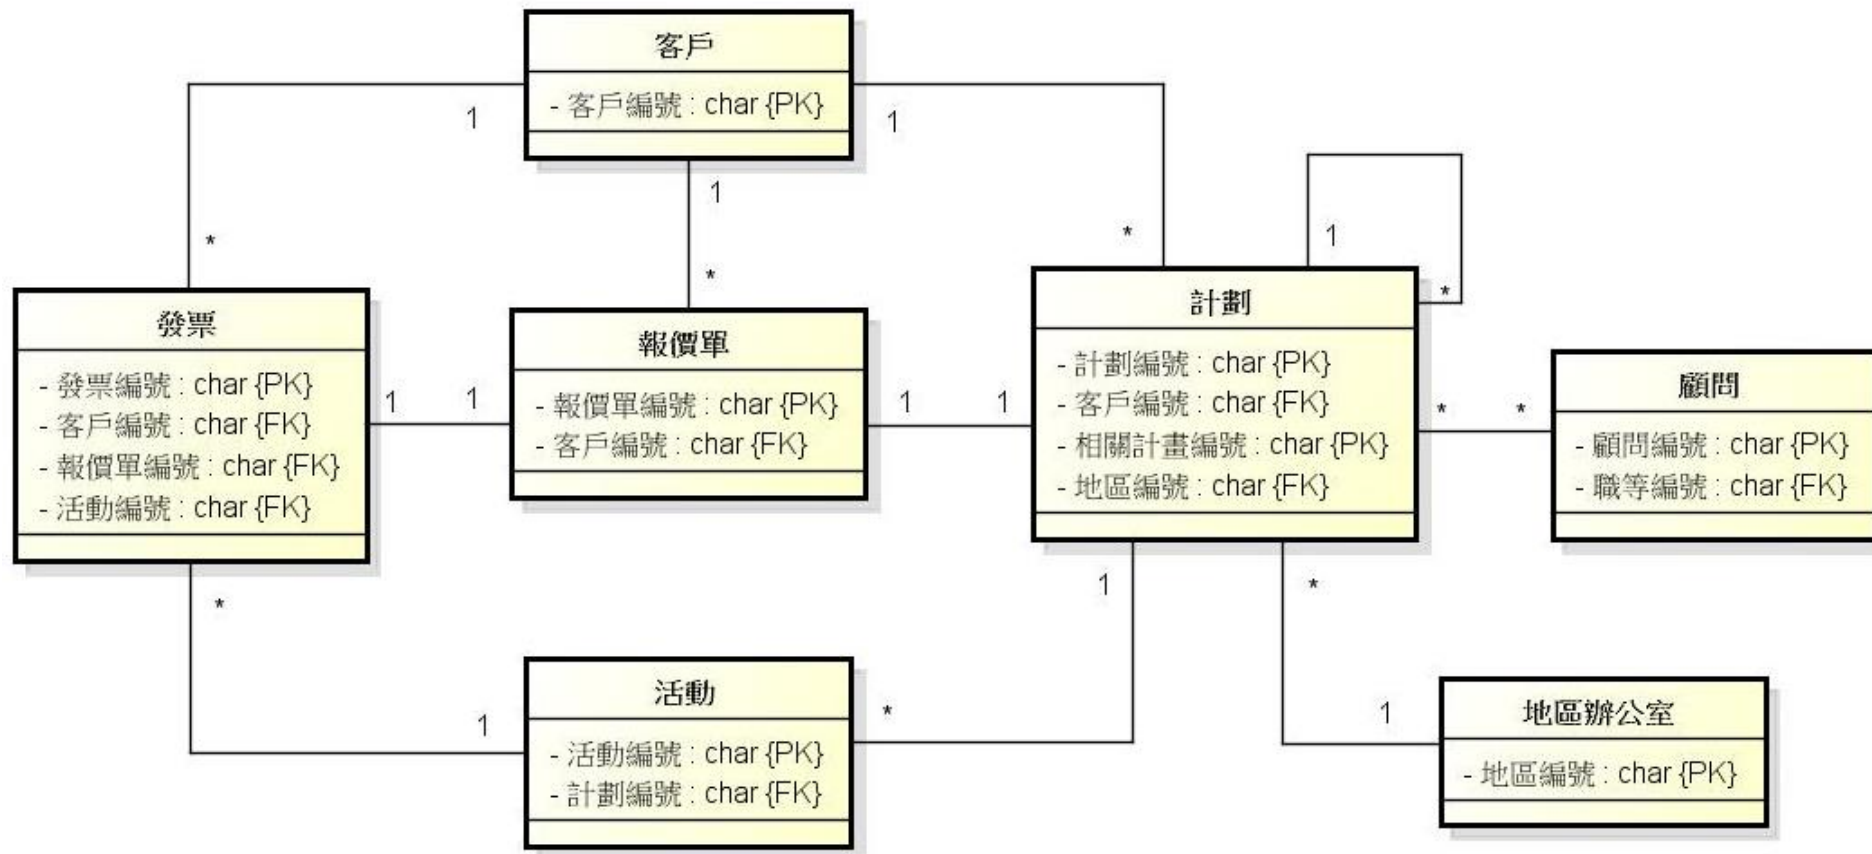 客戶
- 客戶編號 : char {PK}
1
1
1
*
*
*
1
*
發票
- 發票編號 : char {PK}
- 客戶編號 : char {FK}
- 報價單編號 : char {FK}
- 活動編號 : char {FK}
1
1
報價單
- 報價單編號 : char {PK}
- 客戶編號 : char {FK}
1
1
計劃
- 計劃編號 : char {PK}
- 客戶編號 : char {FK}
- 相關計畫編號 : char {PK}
- 地區編號 : char {FK}
*
*
顧問
- 顧問編號 : char {PK}
- 職等編號 : char {FK}
*
1
1
*
活動
- 活動編號 : char {PK}
- 計劃編號 : char {FK}
*
1
地區辦公室
- 地區編號 : char {PK}